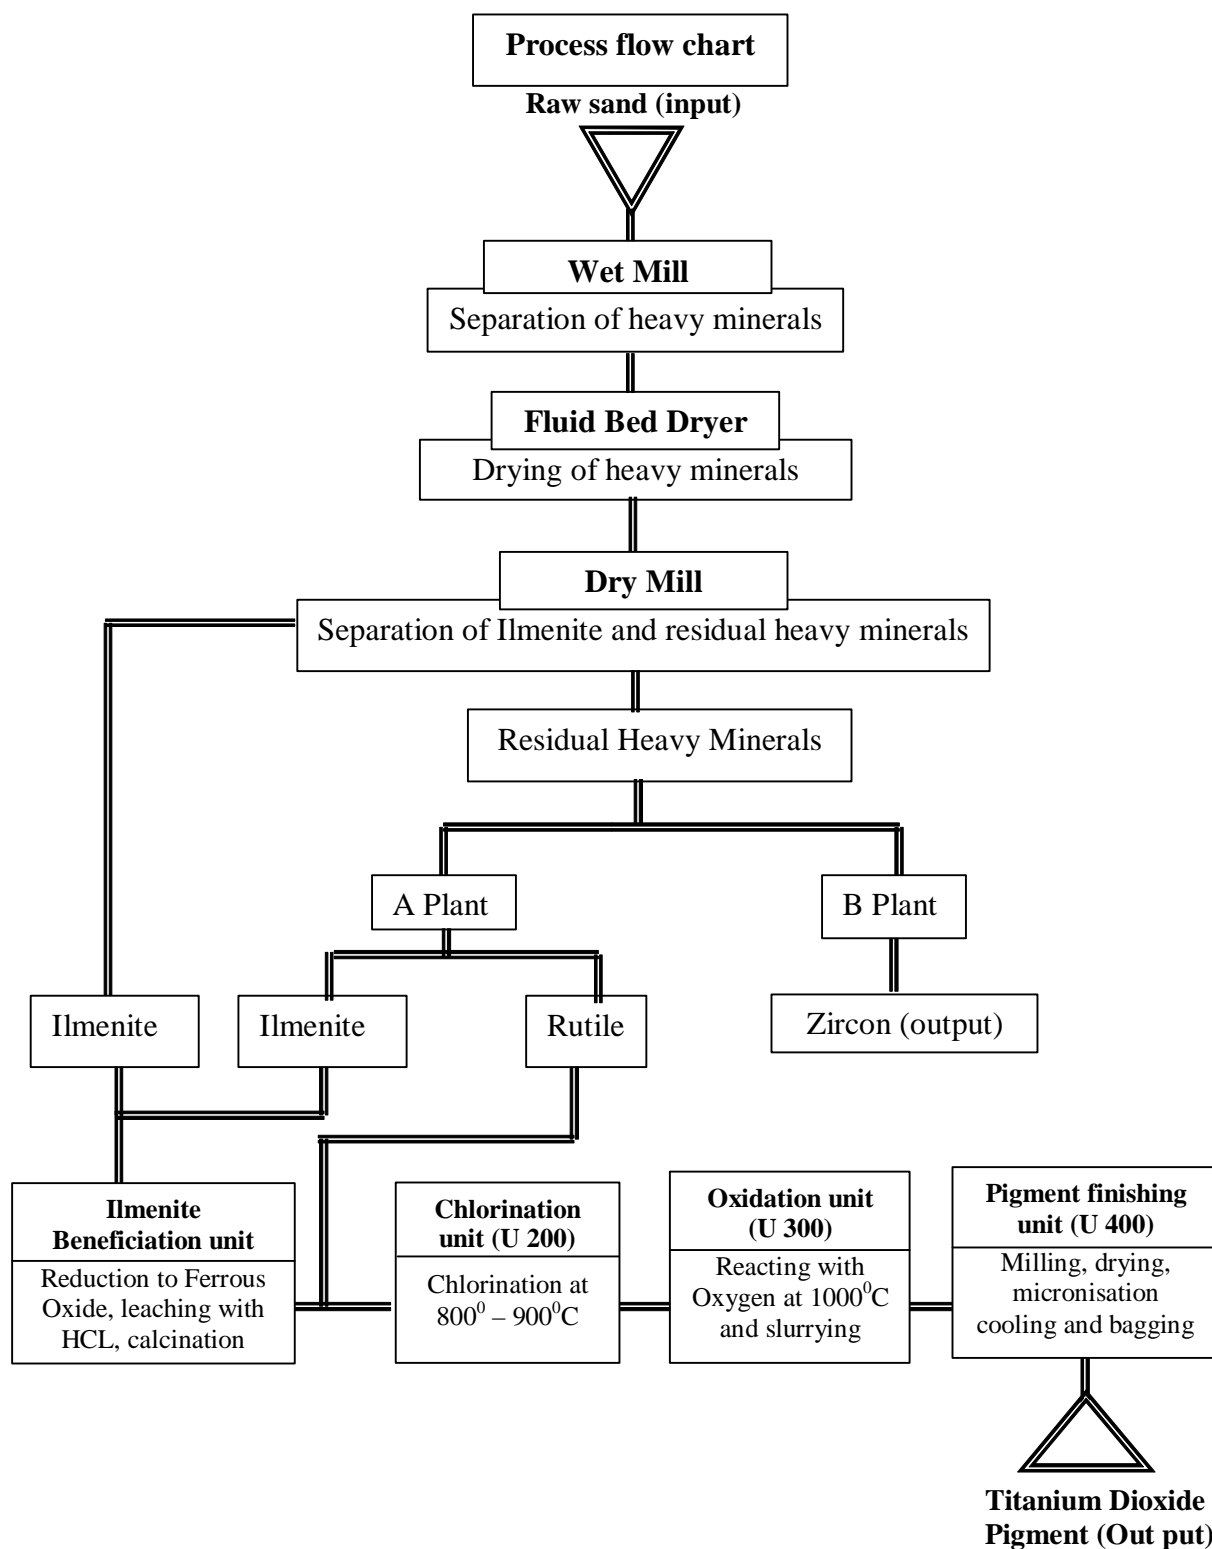 Process flow chart
Raw sand (input)
Wet Mill
Separation of heavy minerals
Fluid Bed Dryer
Drying of heavy minerals
Dry Mill
Separation of Ilmenite and residual heavy minerals
Residual Heavy Minerals
A Plant
B Plant
Ilmenite
Ilmenite
Rutile
Zircon (output)
Ilmenite
Beneficiation unit
Reduction to Ferrous
Oxide, leaching with
HCL, calcination
Chlorination
unit (U 200)
Chlorination at
800⁰ – 900⁰C
Oxidation unit
(U 300)
Reacting with
Oxygen at 1000⁰C
and slurrying
Pigment finishing
unit (U 400)
Milling, drying,
micronisation
cooling and bagging
Titanium Dioxide
Pigment (Out put)